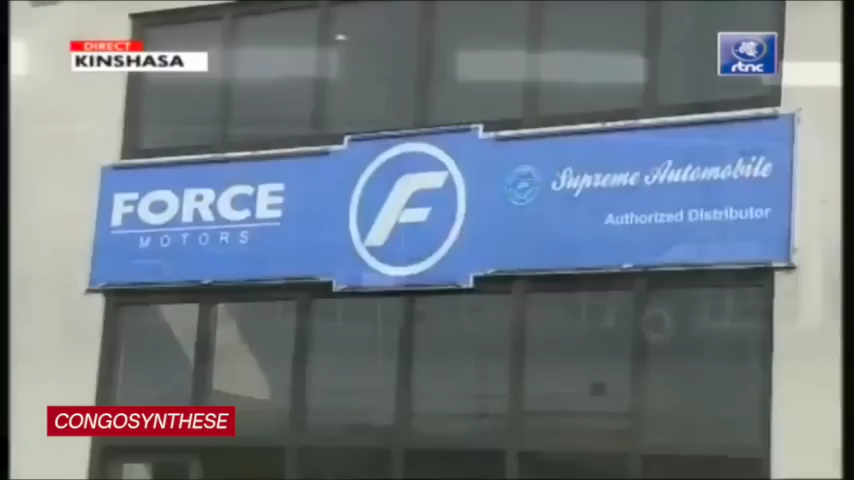 DIRECT
KINSHASA
rtnc
FORCE
MOTORS
F
Supreme Automobile
Authorized Distributor
CONGOSYNTHESE